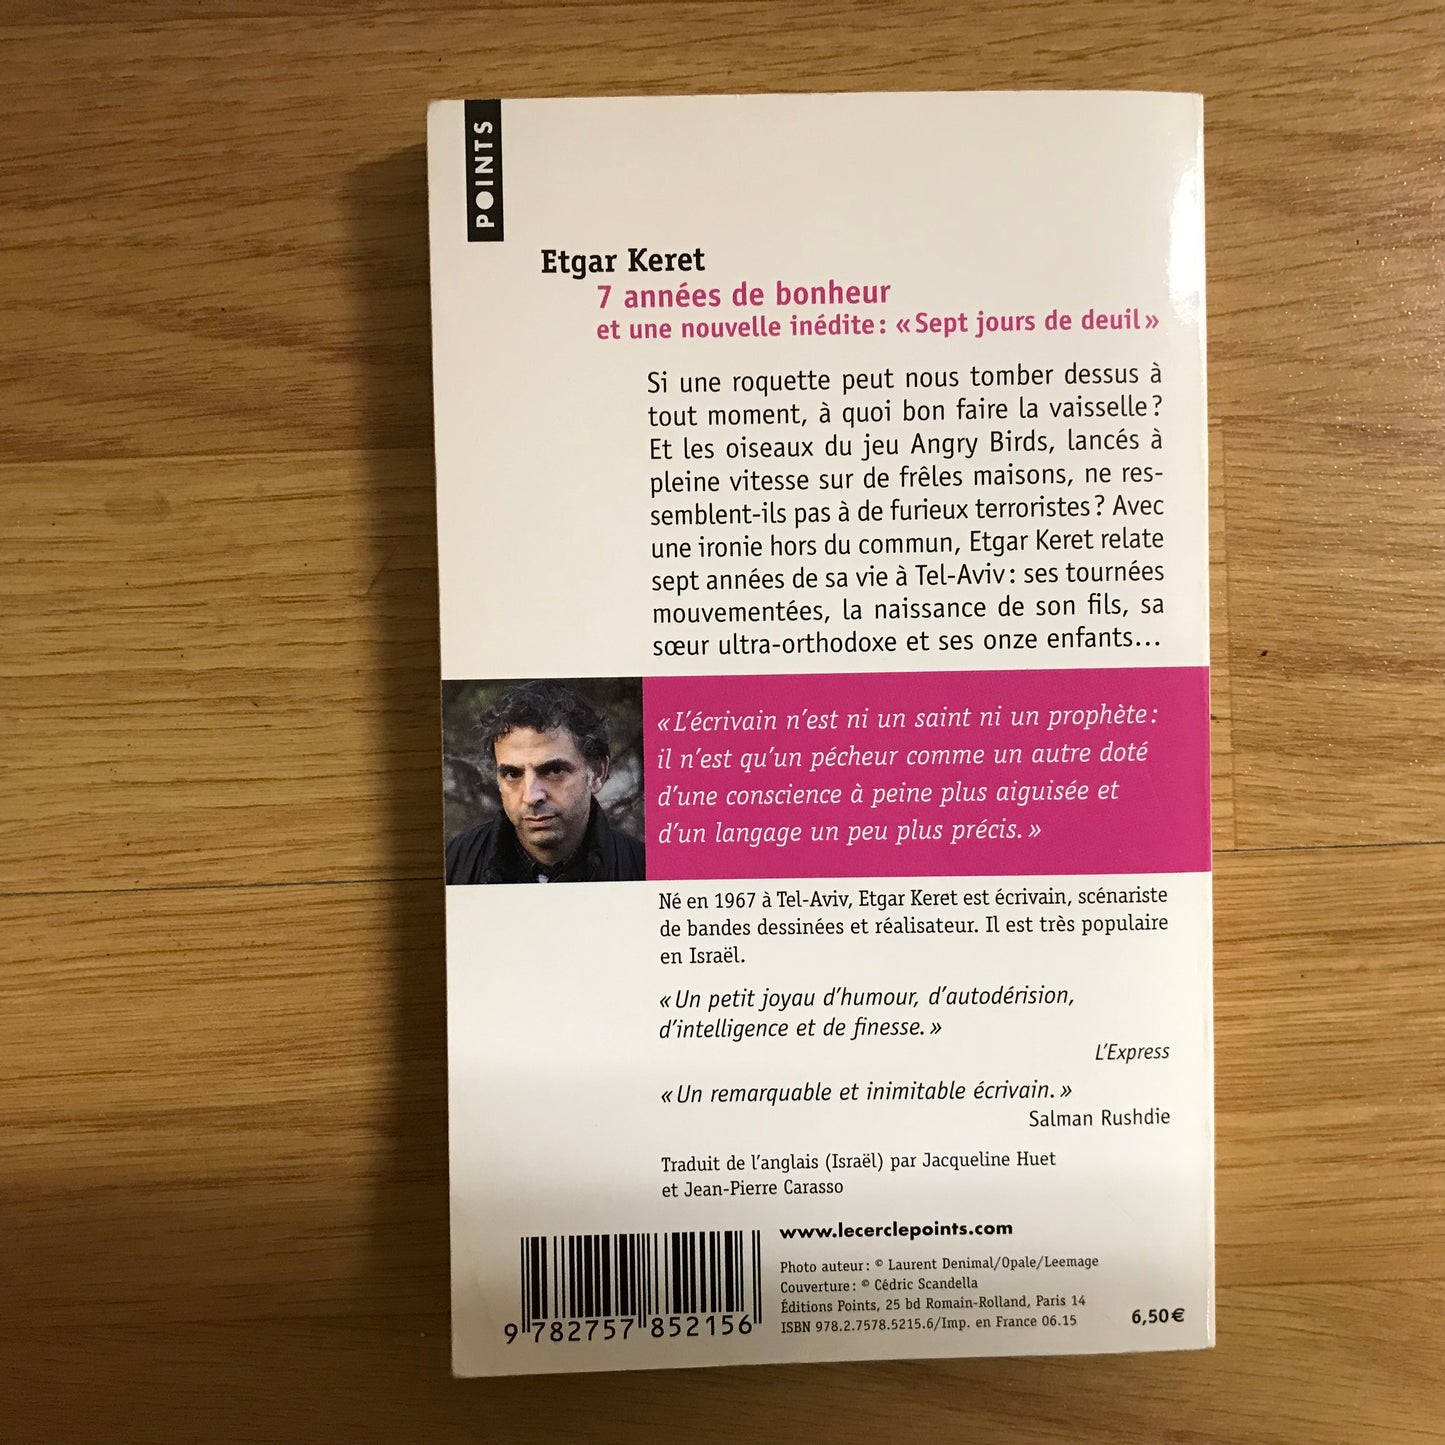 POINTS
Etgar Keret
7 années de bonheur
et une nouvelle inédite : « Sept jours de deuil »
Si une roquette peut nous tomber dessus à
tout moment, à quoi bon faire la vaisselle ?
Et les oiseaux du jeu Angry Birds, lancés à
pleine vitesse sur de frêles maisons, ne res-
semblent-ils pas à de furieux terroristes ? Avec
une ironie hors du commun, Etgar Keret relate
sept années de sa vie à Tel-Aviv : ses tournées
mouvementées, la naissance de son fils, sa
sœur ultra-orthodoxe et ses onze enfants…
« L’écrivain n’est ni un saint ni un prophète :
il n’est qu’un pécheur comme un autre doté
d’une conscience à peine plus aiguisée et
d’un langage un peu plus précis. »
Né en 1967 à Tel-Aviv, Etgar Keret est écrivain, scénariste
de bandes dessinées et réalisateur. Il est très populaire
en Israël.
« Un petit joyau d’humour, d’autodérision,
d’intelligence et de finesse. »
L’Express
« Un remarquable et inimitable écrivain. »
Salman Rushdie
Traduit de l’anglais (Israël) par Jacqueline Huet
et Jean-Pierre Carasso
www.lecerclepoints.com
Photo auteur : © Laurent Denimal/Opale/Leemage
Couverture : © Cédric Scandella
Éditions Points, 25 bd Romain-Rolland, Paris 14
ISBN 978.2.7578.5215.6/Imp. en France 06.15
6,50 €
9 782757 852156